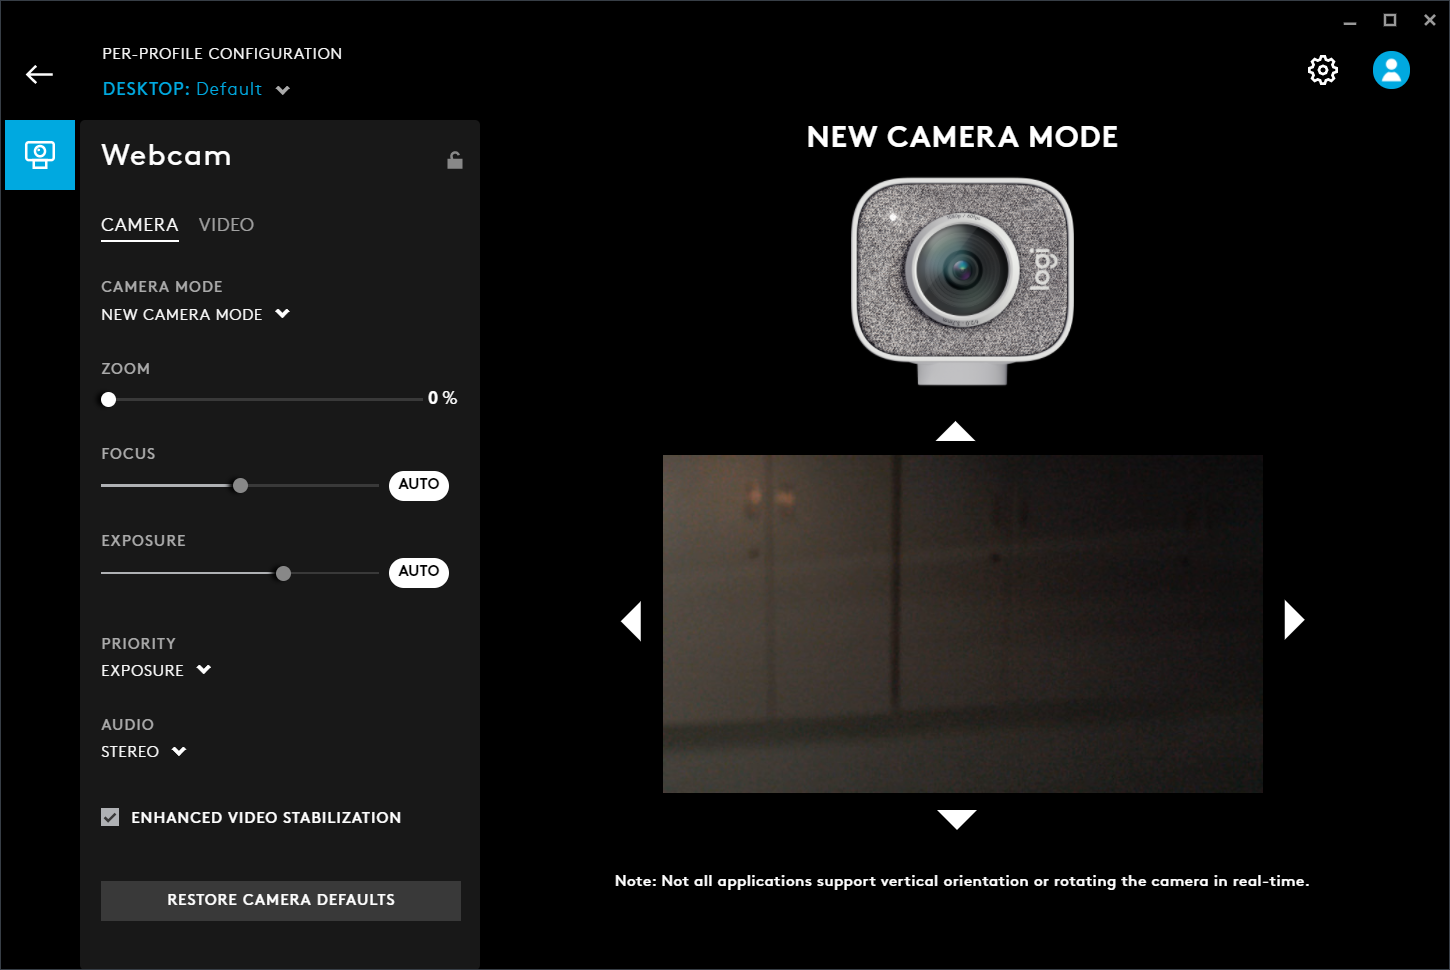 PER-PROFILE CONFIGURATION
DESKTOP: Default
Webcam
CAMERA VIDEO
CAMERA MODE
NEW CAMERA MODE
ZOOM
0 %
FOCUS
AUTO
EXPOSURE
AUTO
PRIORITY
EXPOSURE
AUDIO
STEREO
ENHANCED VIDEO STABILIZATION
RESTORE CAMERA DEFAULTS
NEW CAMERA MODE
logi
Note: Not all applications support vertical orientation or rotating the camera in real-time.